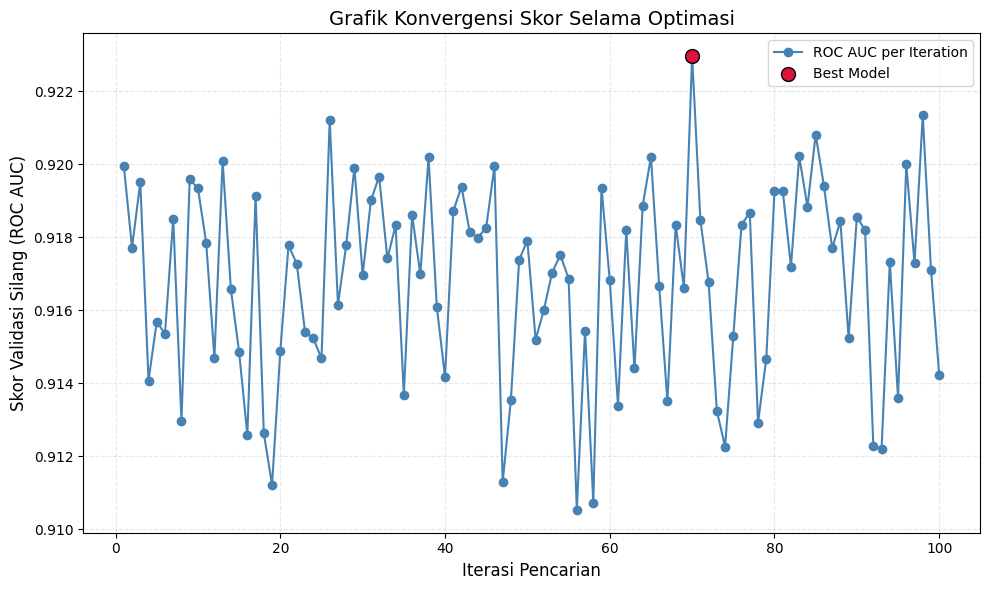 Grafik Konvergensi Skor Selama Optimasi
ROC AUC per Iteration
Best Model
Skor Validasi Silang (ROC AUC)
0.922
0.920
0.918
0.916
0.914
0.912
0.910
0
20
40
60
80
100
Iterasi Pencarian